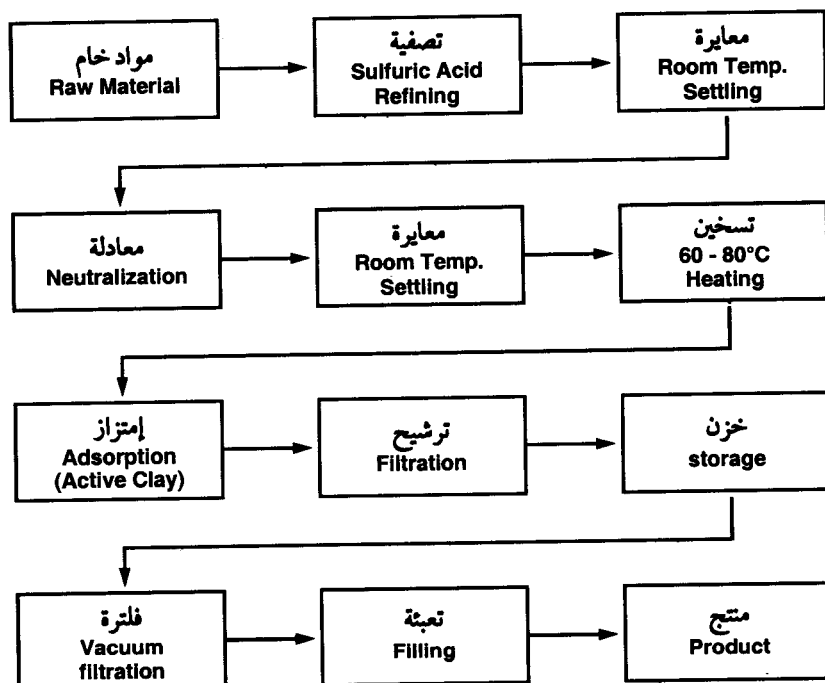 مواد خام
Raw Material
تصفية
Sulfuric Acid
Refining
معايرة
Room Temp.
Settling
معادلة
Neutralization
معايرة
Room Temp.
Settling
تسخين
60 - 80°C
Heating
إمتزاز
Adsorption
(Active Clay)
ترشيح
Filtration
خزن
storage
فلترة
Vacuum
filtration
تعبئة
Filling
منتج
Product